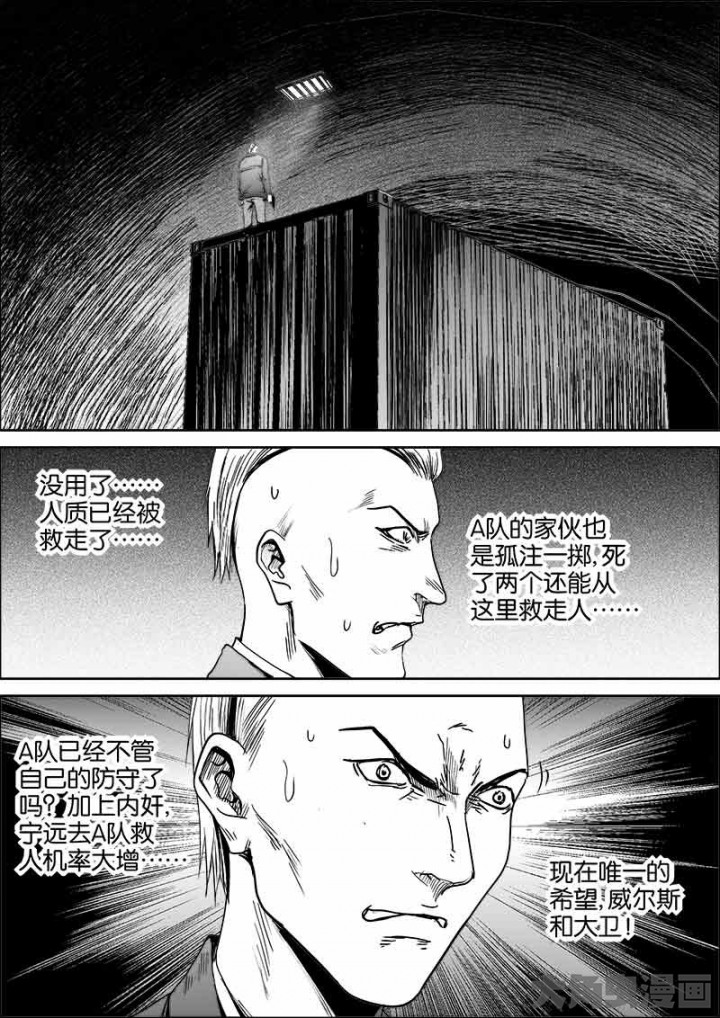 没用了……
人质已经被
救走了……
A队的家伙也
是孤注一掷,死
了两个还能从
这里救走人……
A队已经不管
自己的防守了
吗?加上内奸,
宁远去A队救
人机率大增……
现在唯一的
希望,威尔斯
和大卫!
漫画